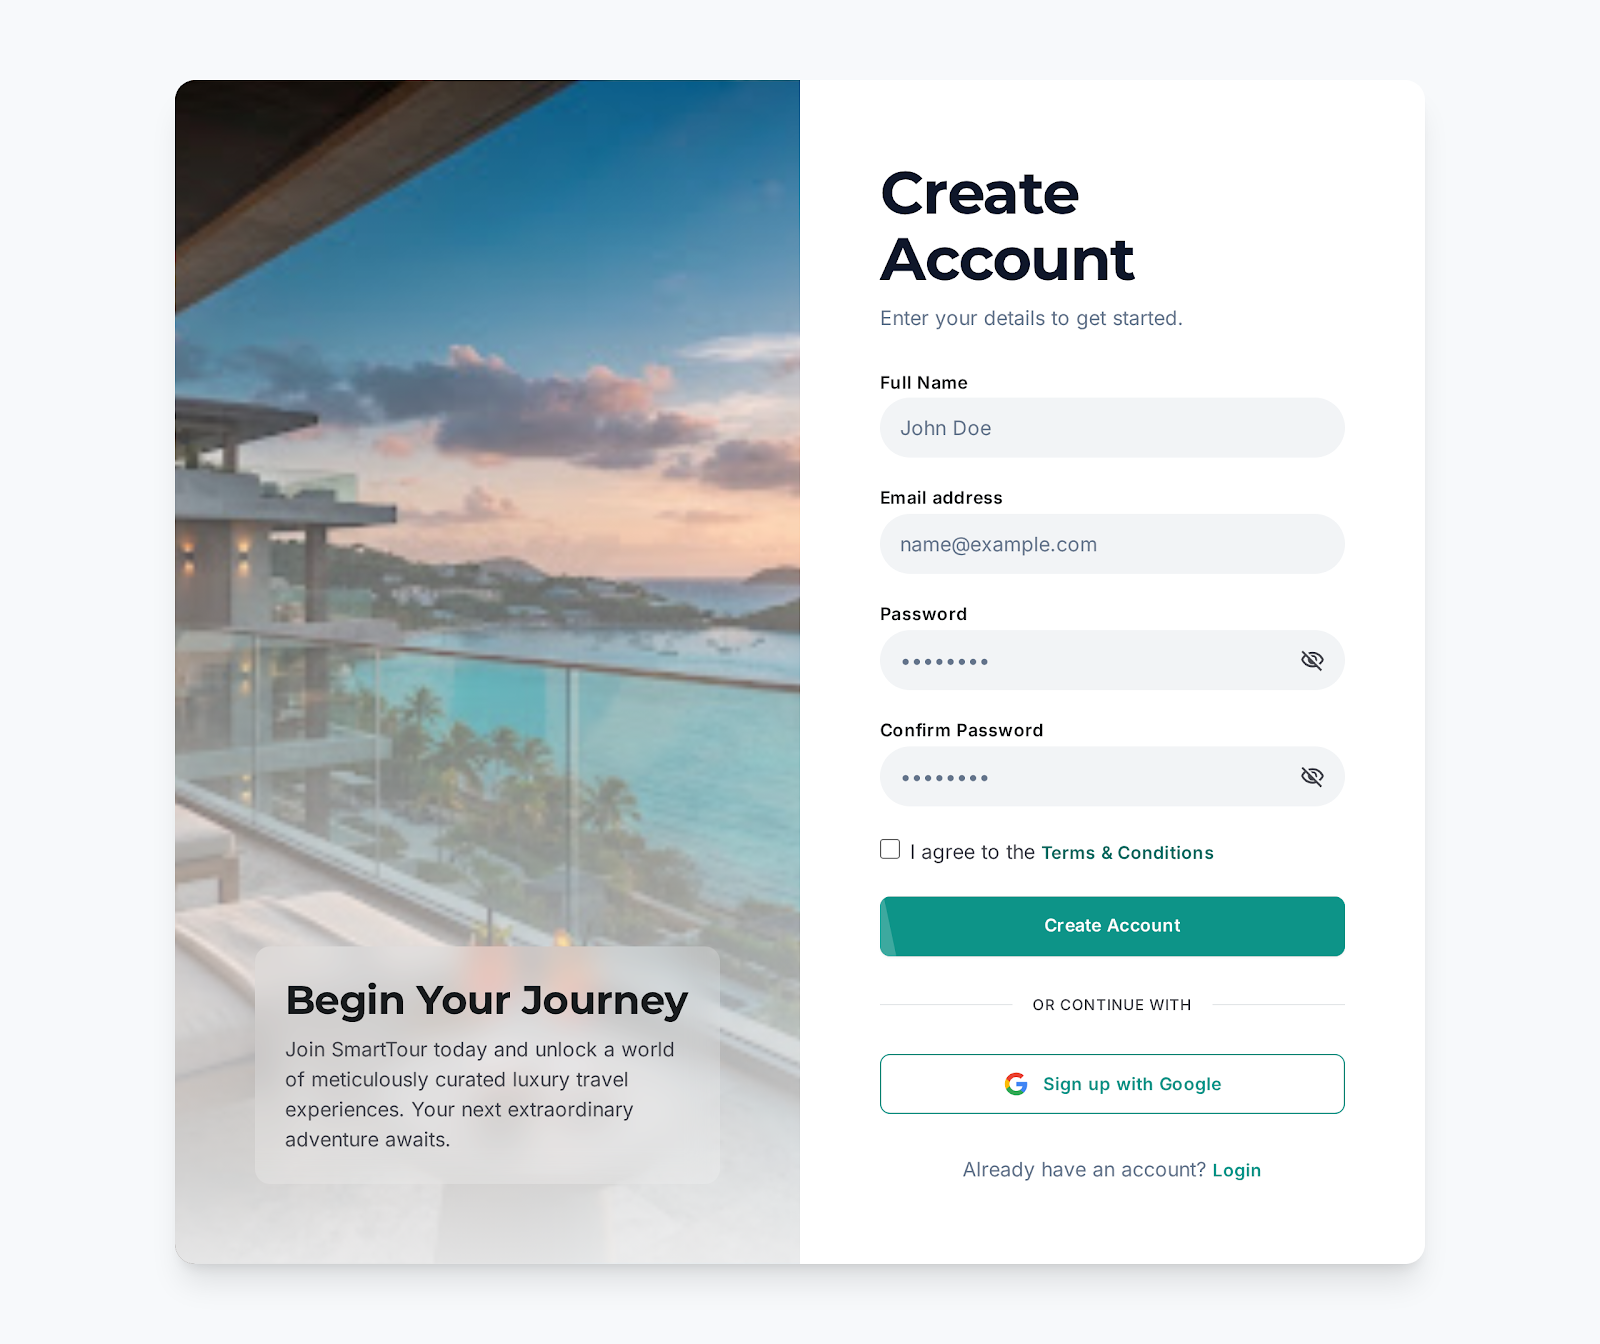 Begin Your Journey
Join SmartTour today and unlock a world
of meticulously curated luxury travel
experiences. Your next extraordinary
adventure awaits.
Create
Account
Enter your details to get started.
Full Name
John Doe
Email address
name@example.com
Password
••••••••
Confirm Password
••••••••
I agree to the Terms & Conditions
Create Account
OR CONTINUE WITH
Sign up with Google
Already have an account? Login